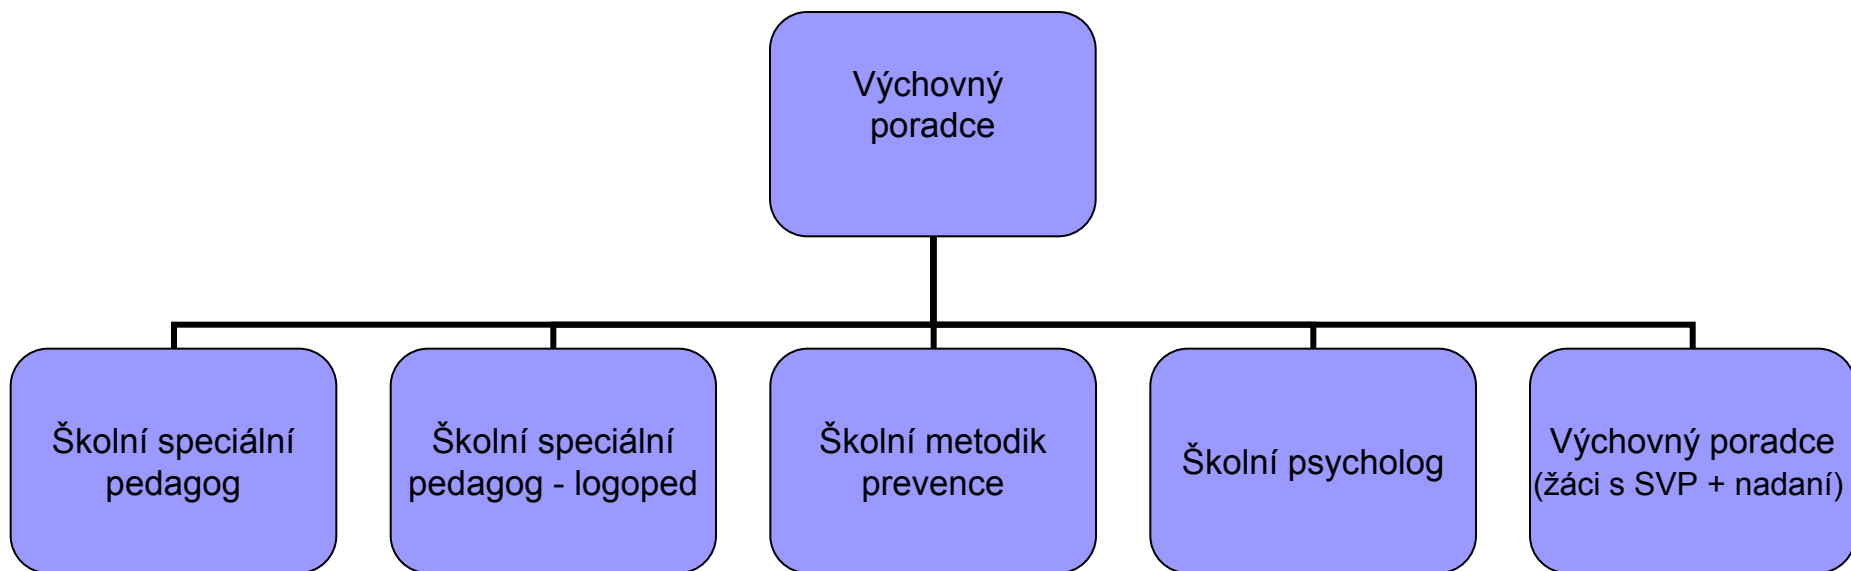 Výchovný
poradce
Školní speciální
pedagog
Školní speciální
pedagog - logoped
Školní metodik
prevence
Školní psycholog
Výchovný poradce
(žáci s SVP + nadaní)